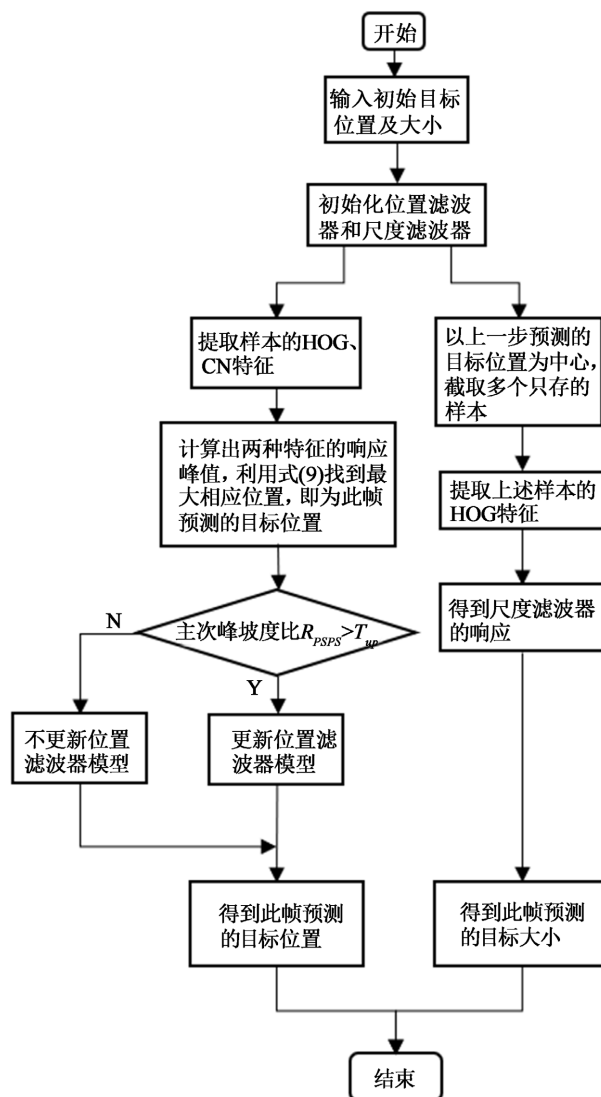 开始
输入初始目标
位置及大小
初始化位置滤波
器和尺度滤波器
提取样本的HOG、
CN特征
计算出两种特征的响应
峰值，利用式(9)找到最
大相应位置，即为此帧
预测的目标位置
主次峰坡度比R_PSPS>T_up
N
Y
不更新位置
滤波器模型
更新位置滤
波器模型
得到此帧预测
的目标位置
以上一步预测的
目标位置为中心，
截取多个只存的
样本
提取上述样本的
HOG特征
得到尺度滤波器
的响应
得到此帧预测
的目标大小
结束